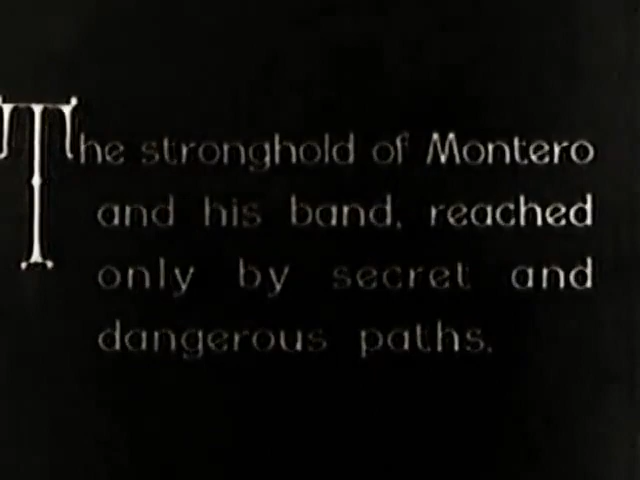 The stronghold of Montero
and his band, reached
only by secret and
dangerous paths.